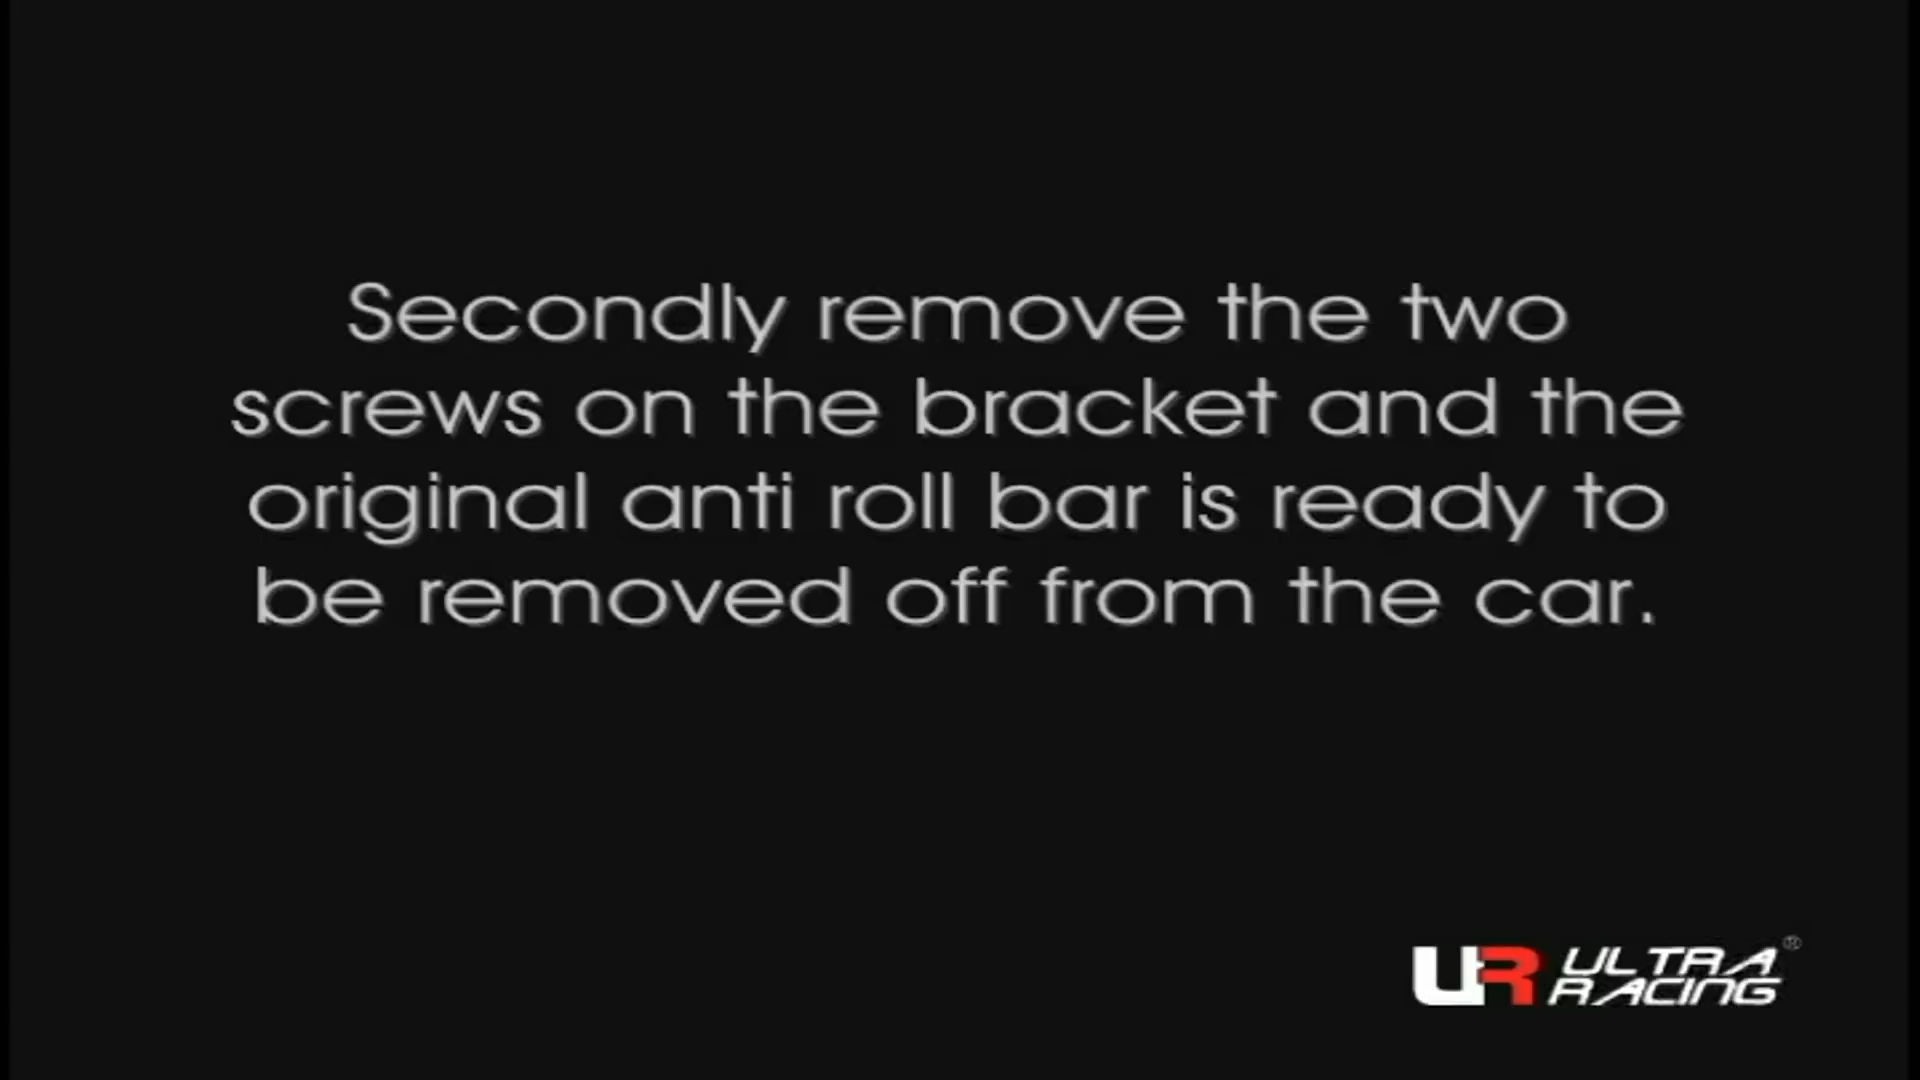 Secondly remove the two
screws on the bracket and the
original anti roll bar is ready to
be removed off from the car.
UR ULTRA
RACING
®